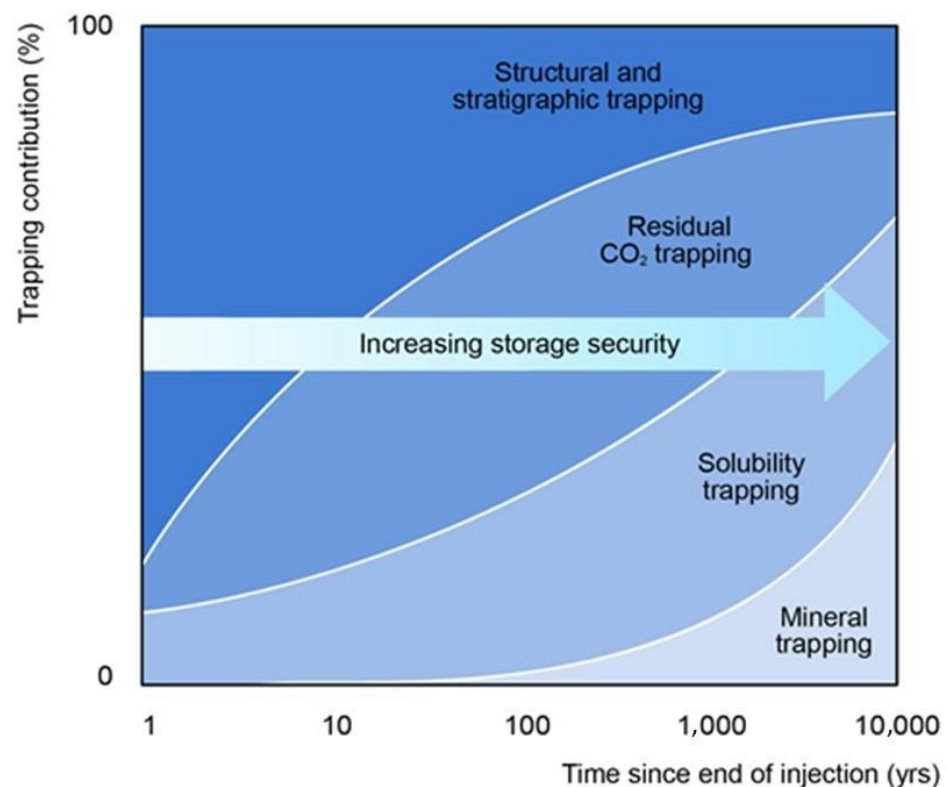 Trapping contribution (%)
100
0
Structural and
stratigraphic trapping
Residual
CO₂ trapping
Increasing storage security
Solubility
trapping
Mineral
trapping
1 10 100 1,000 10,000
Time since end of injection (yrs)